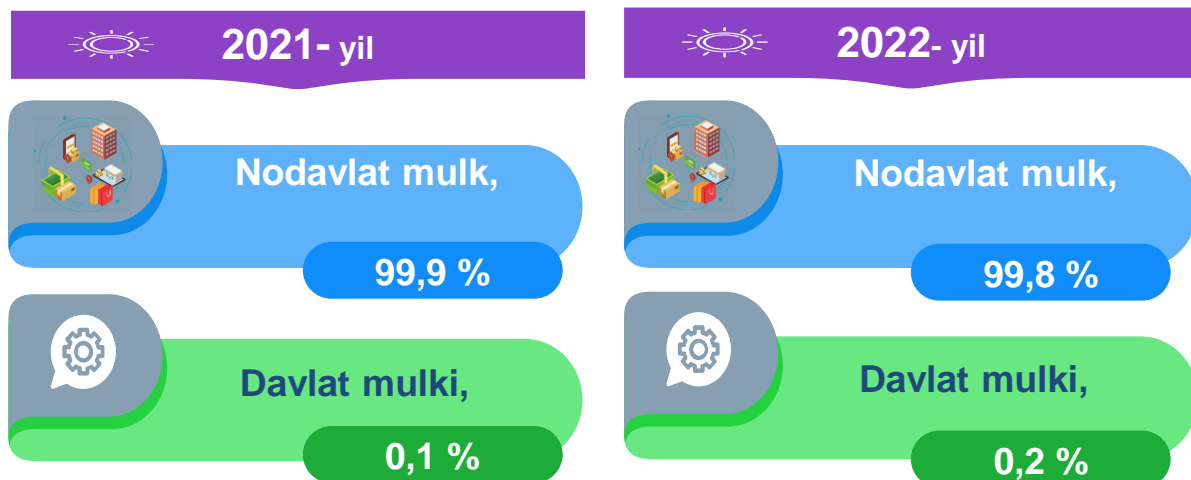 2021- yil
Nodavlat mulk,
99,9 %
Davlat mulki,
0,1 %
2022- yil
Nodavlat mulk,
99,8 %
Davlat mulki,
0,2 %